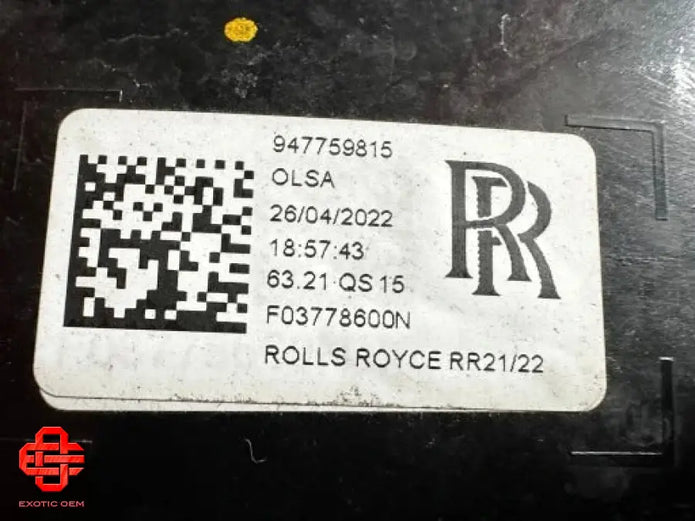 947759815
OLSA
26/04/2022
18:57:43
63.21 QS 15
F03778600N
ROLLS ROYCE RR21/22
RR
EXOTIC OEM